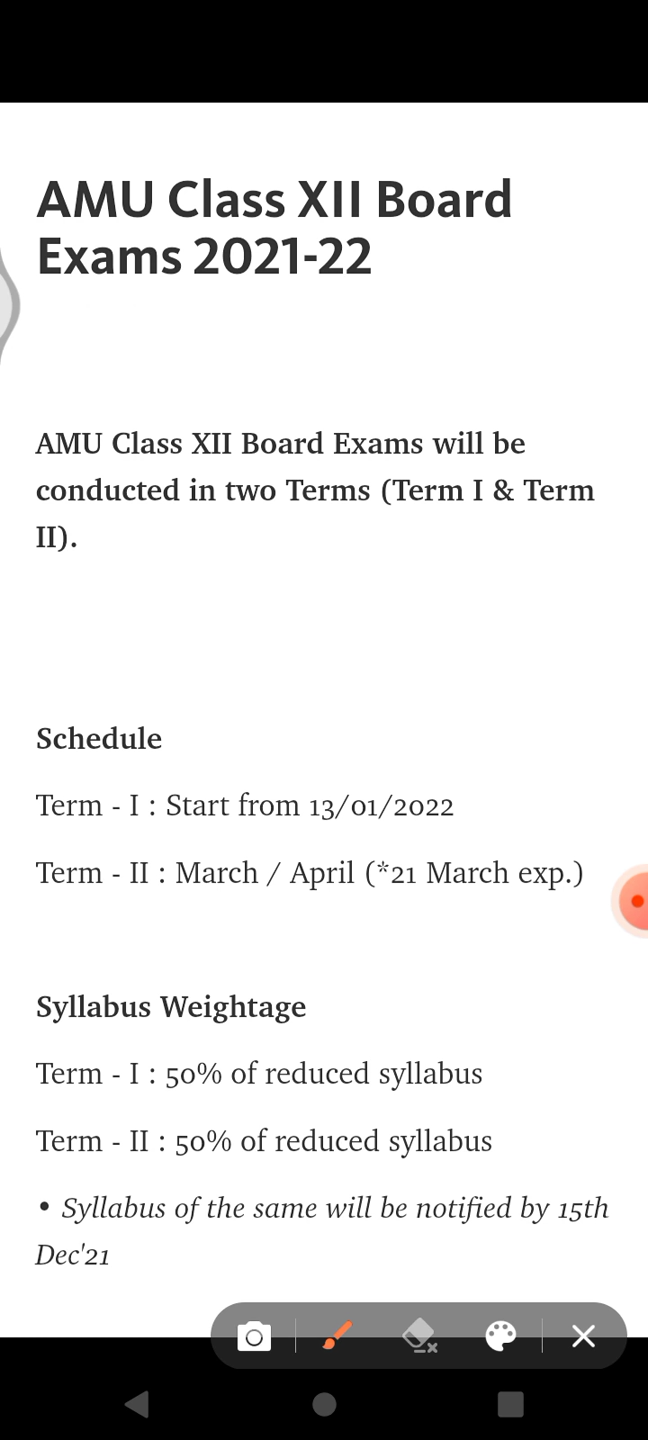 AMU Class XII Board
Exams 2021-22
AMU Class XII Board Exams will be
conducted in two Terms (Term I & Term
II).
Schedule
Term - I : Start from 13/01/2022
Term - II : March / April (*21 March exp.)
Syllabus Weightage
Term - I : 50% of reduced syllabus
Term - II : 50% of reduced syllabus
• Syllabus of the same will be notified by 15th
Dec'21